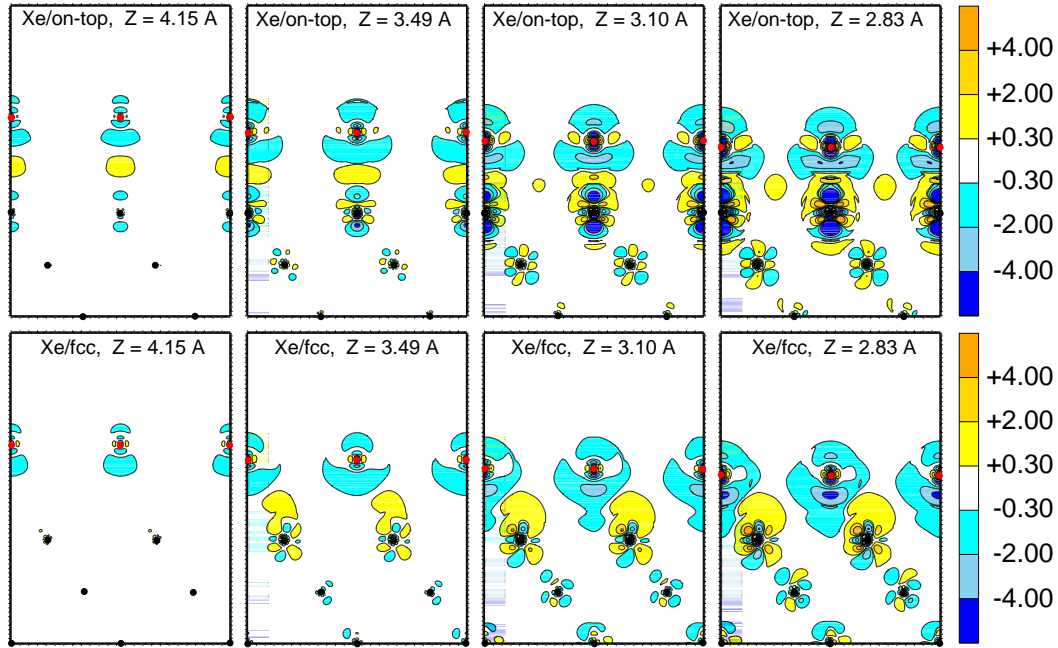 Xe/on-top, Z = 4.15 A
Xe/on-top, Z = 3.49 A
Xe/on-top, Z = 3.10 A
Xe/on-top, Z = 2.83 A
+4.00
+2.00
+0.30
-0.30
-2.00
-4.00
Xe/fcc, Z = 4.15 A
Xe/fcc, Z = 3.49 A
Xe/fcc, Z = 3.10 A
Xe/fcc, Z = 2.83 A
+4.00
+2.00
+0.30
-0.30
-2.00
-4.00